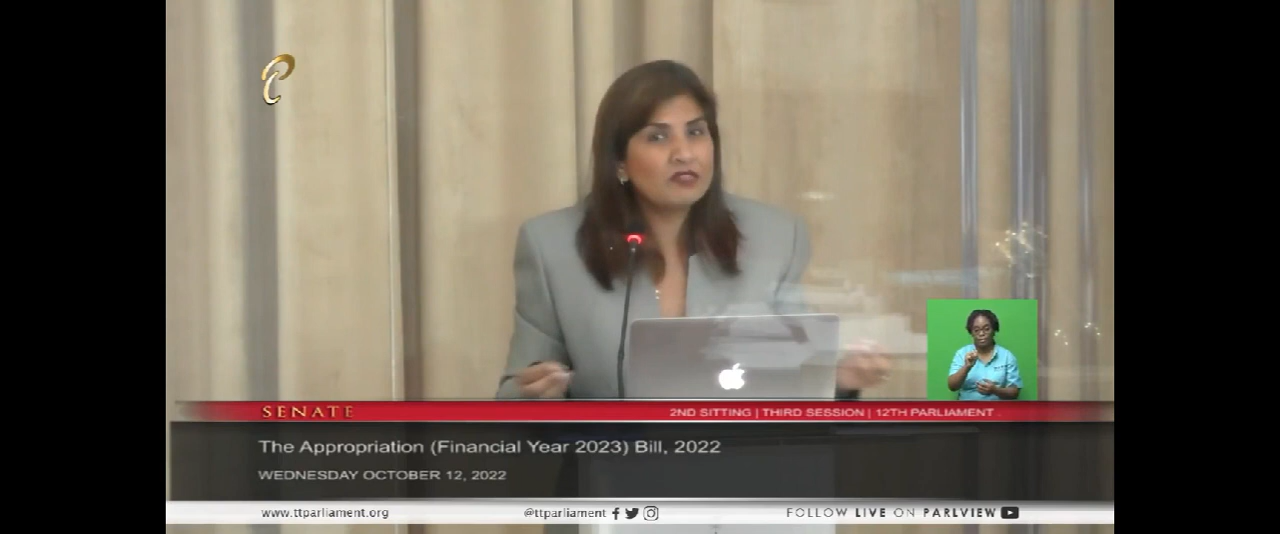 SENATE
2ND SITTING | THIRD SESSION | 12TH PARLIAMENT
The Appropriation (Financial Year 2023) Bill, 2022
WEDNESDAY OCTOBER 12, 2022
www.ttparliament.org
@ttparliament
FOLLOW LIVE ON PARLVIEW